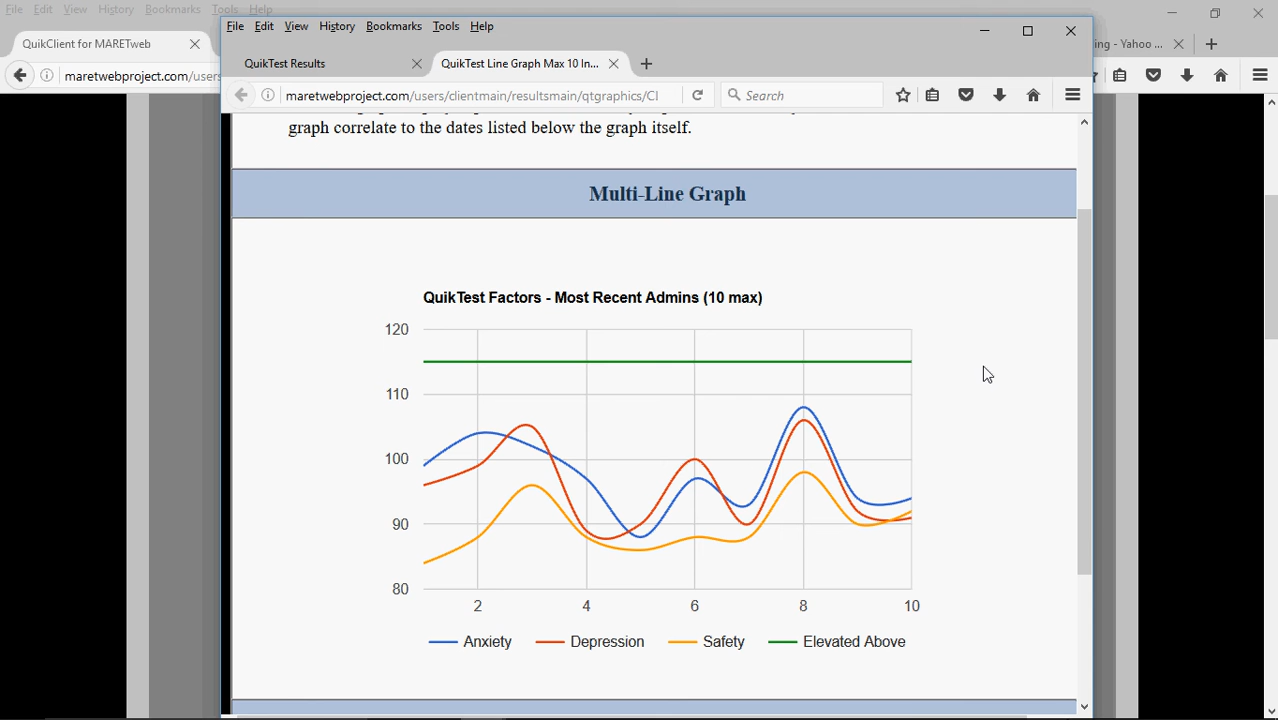 File Edit View History Bookmarks Tools Help
QuikClient for MARETweb
ing - Yahoo ...
maretwebproject.com/users
File Edit View History Bookmarks Tools Help
QuikTest Results
QuikTest Line Graph Max 10 In...
maretwebproject.com/users/clientmain/resultsmain/qtgraphics/Cl
Search
graph correlate to the dates listed below the graph itself.
Multi-Line Graph
QuikTest Factors - Most Recent Admins (10 max)
120
110
100
90
80
2 4 6 8 10
Anxiety Depression Safety Elevated Above